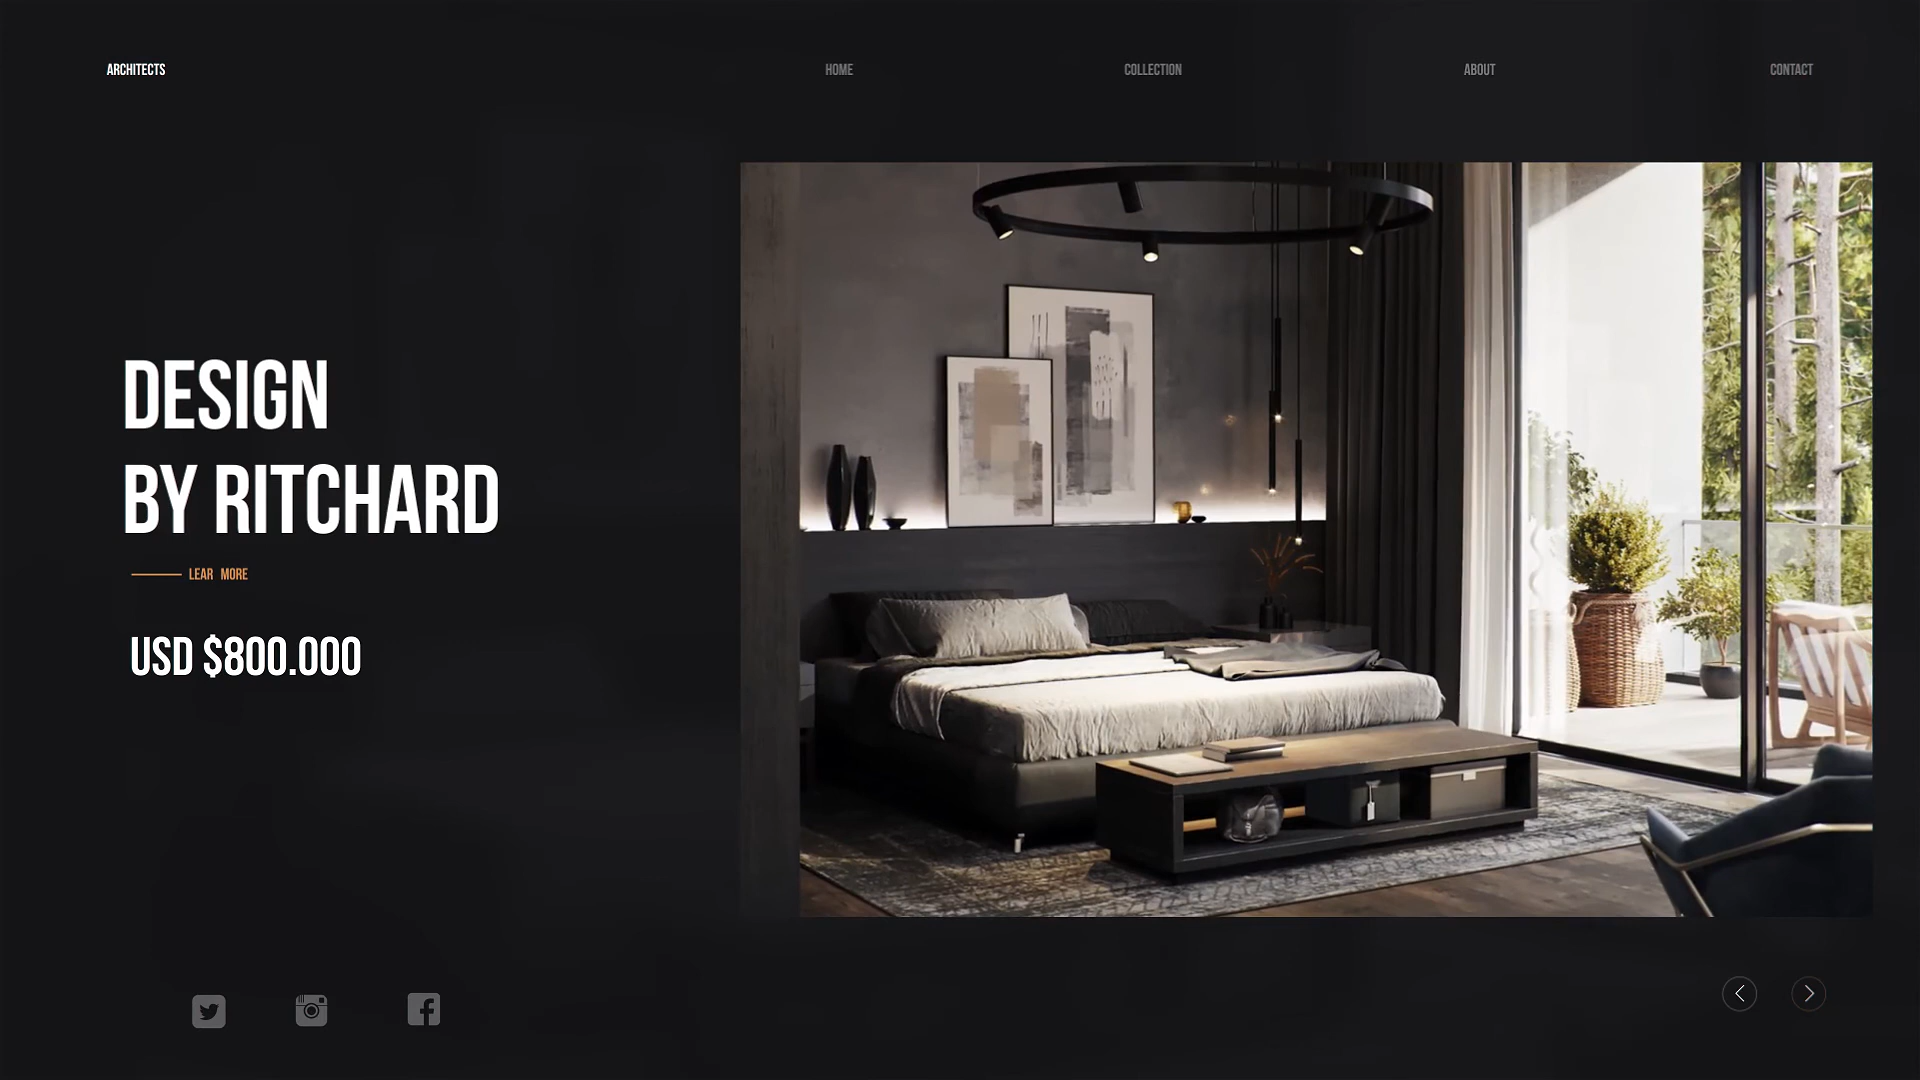 ARCHITECTS
HOME
COLLECTION
ABOUT
CONTACT
DESIGN
BY RITCHARD
LEAR MORE
USD $800.000